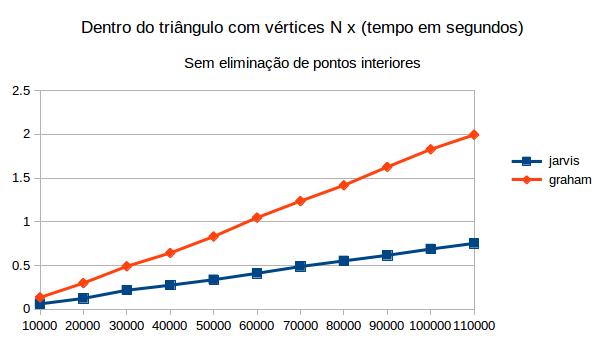 Dentro do triângulo com vértices N x (tempo em segundos)
Sem eliminação de pontos interiores
2.5
2
1.5
1
0.5
0
jarvis
graham
10000 20000 30000 40000 50000 60000 70000 80000 90000 100000 110000